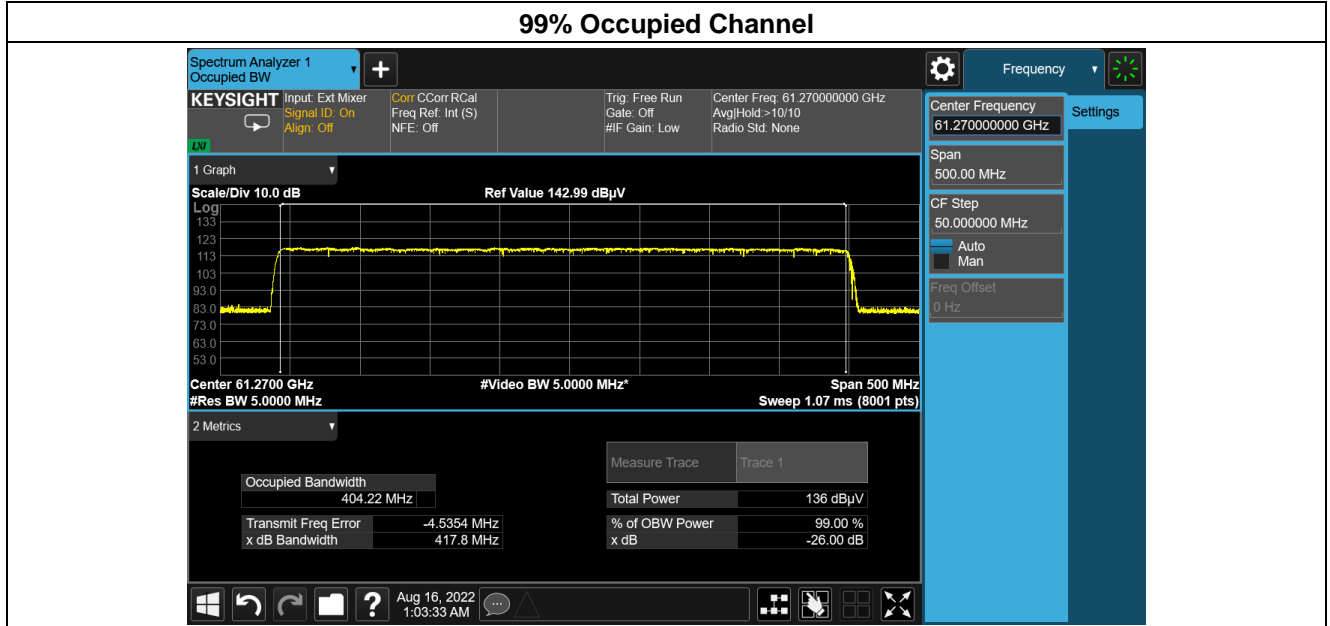 99% Occupied Channel
Spectrum Analyzer 1
Occupied BW
Frequency
KEYSIGHT
Input: Ext Mixer
Signal ID: On
Align: Off
Corr CCorr RCal
Freq Ref: Int (S)
NFE: Off
Trig: Free Run
Gate: Off
#IF Gain: Low
Center Freq: 61.270000000 GHz
Avg|Hold:>10/10
Radio Std: None
LXI
Center Frequency
61.270000000 GHz
Settings
Span
500.00 MHz
CF Step
50.000000 MHz
Auto
Man
Freq Offset
0 Hz
1 Graph
Scale/Div 10.0 dB
Ref Value 142.99 dBµV
Log
133
123
113
103
93.0
83.0
73.0
63.0
53.0
Center 61.2700 GHz
#Video BW 5.0000 MHz*
Span 500 MHz
#Res BW 5.0000 MHz
Sweep 1.07 ms (8001 pts)
2 Metrics
Measure Trace
Trace 1
Occupied Bandwidth
404.22 MHz
Total Power
136 dBµV
Transmit Freq Error
-4.5354 MHz
% of OBW Power
99.00 %
x dB Bandwidth
417.8 MHz
x dB
-26.00 dB
?
Aug 16, 2022
1:03:33 AM